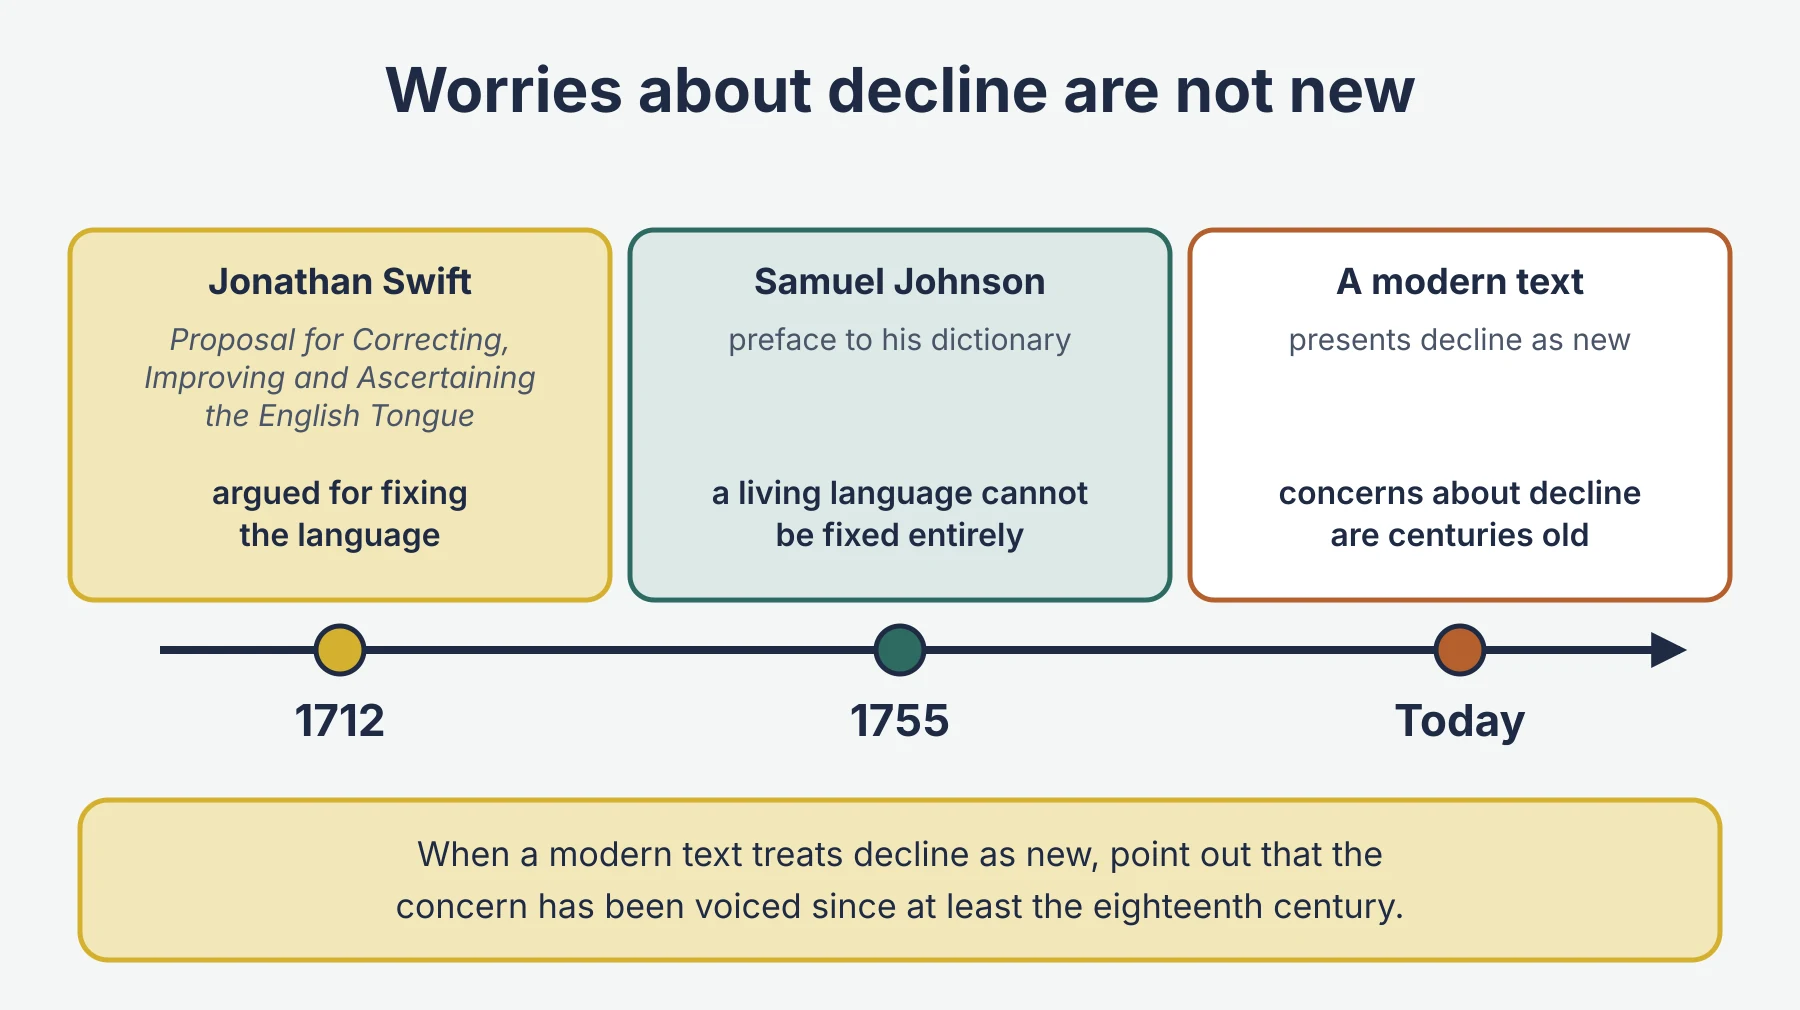 Worries about decline are not new
Jonathan Swift
Proposal for Correcting,
Improving and Ascertaining
the English Tongue
argued for fixing
the language
Samuel Johnson
preface to his dictionary
a living language cannot
be fixed entirely
A modern text
presents decline as new
concerns about decline
are centuries old
1712
1755
Today
When a modern text treats decline as new, point out that the
concern has been voiced since at least the eighteenth century.